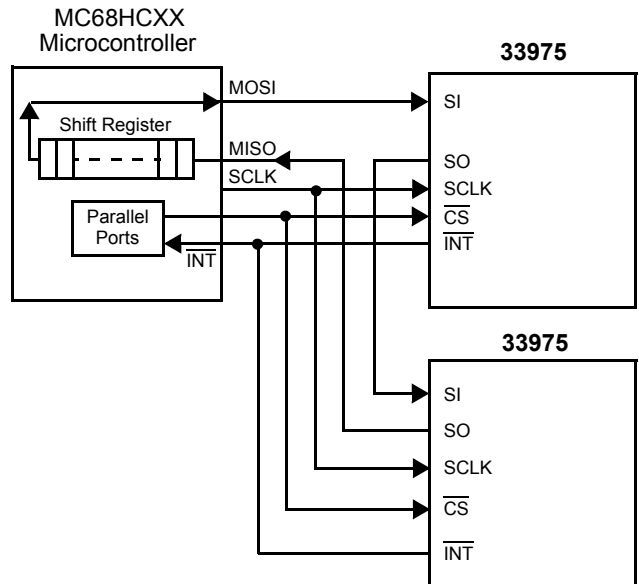 MC68HCXX
Microcontroller
33975
MOSI
SI
Shift Register
MISO
SO
SCLK
SCLK
Parallel
Ports
CS
INT
INT
33975
SI
SO
SCLK
CS
INT